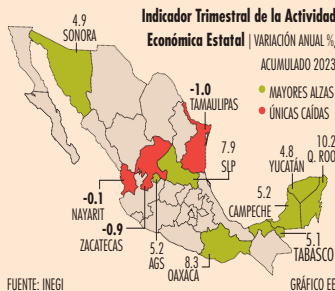 Indicador Trimestral de la Actividad
Económica Estatal | VARIACIÓN ANUAL %,
ACUMULADO 2023
MAYORES ALZAS
ÚNICAS CAÍDAS
4.9
SONORA
-1.0
TAMAULIPAS
7.9
SLP
10.2
Q. ROO
4.8
YUCATÁN
5.2
CAMPECHE
5.1
TABASCO
-0.1
NAYARIT
-0.9
ZACATECAS
5.2
AGS
8.3
OAXACA
FUENTE: INEGI
GRÁFICO EE